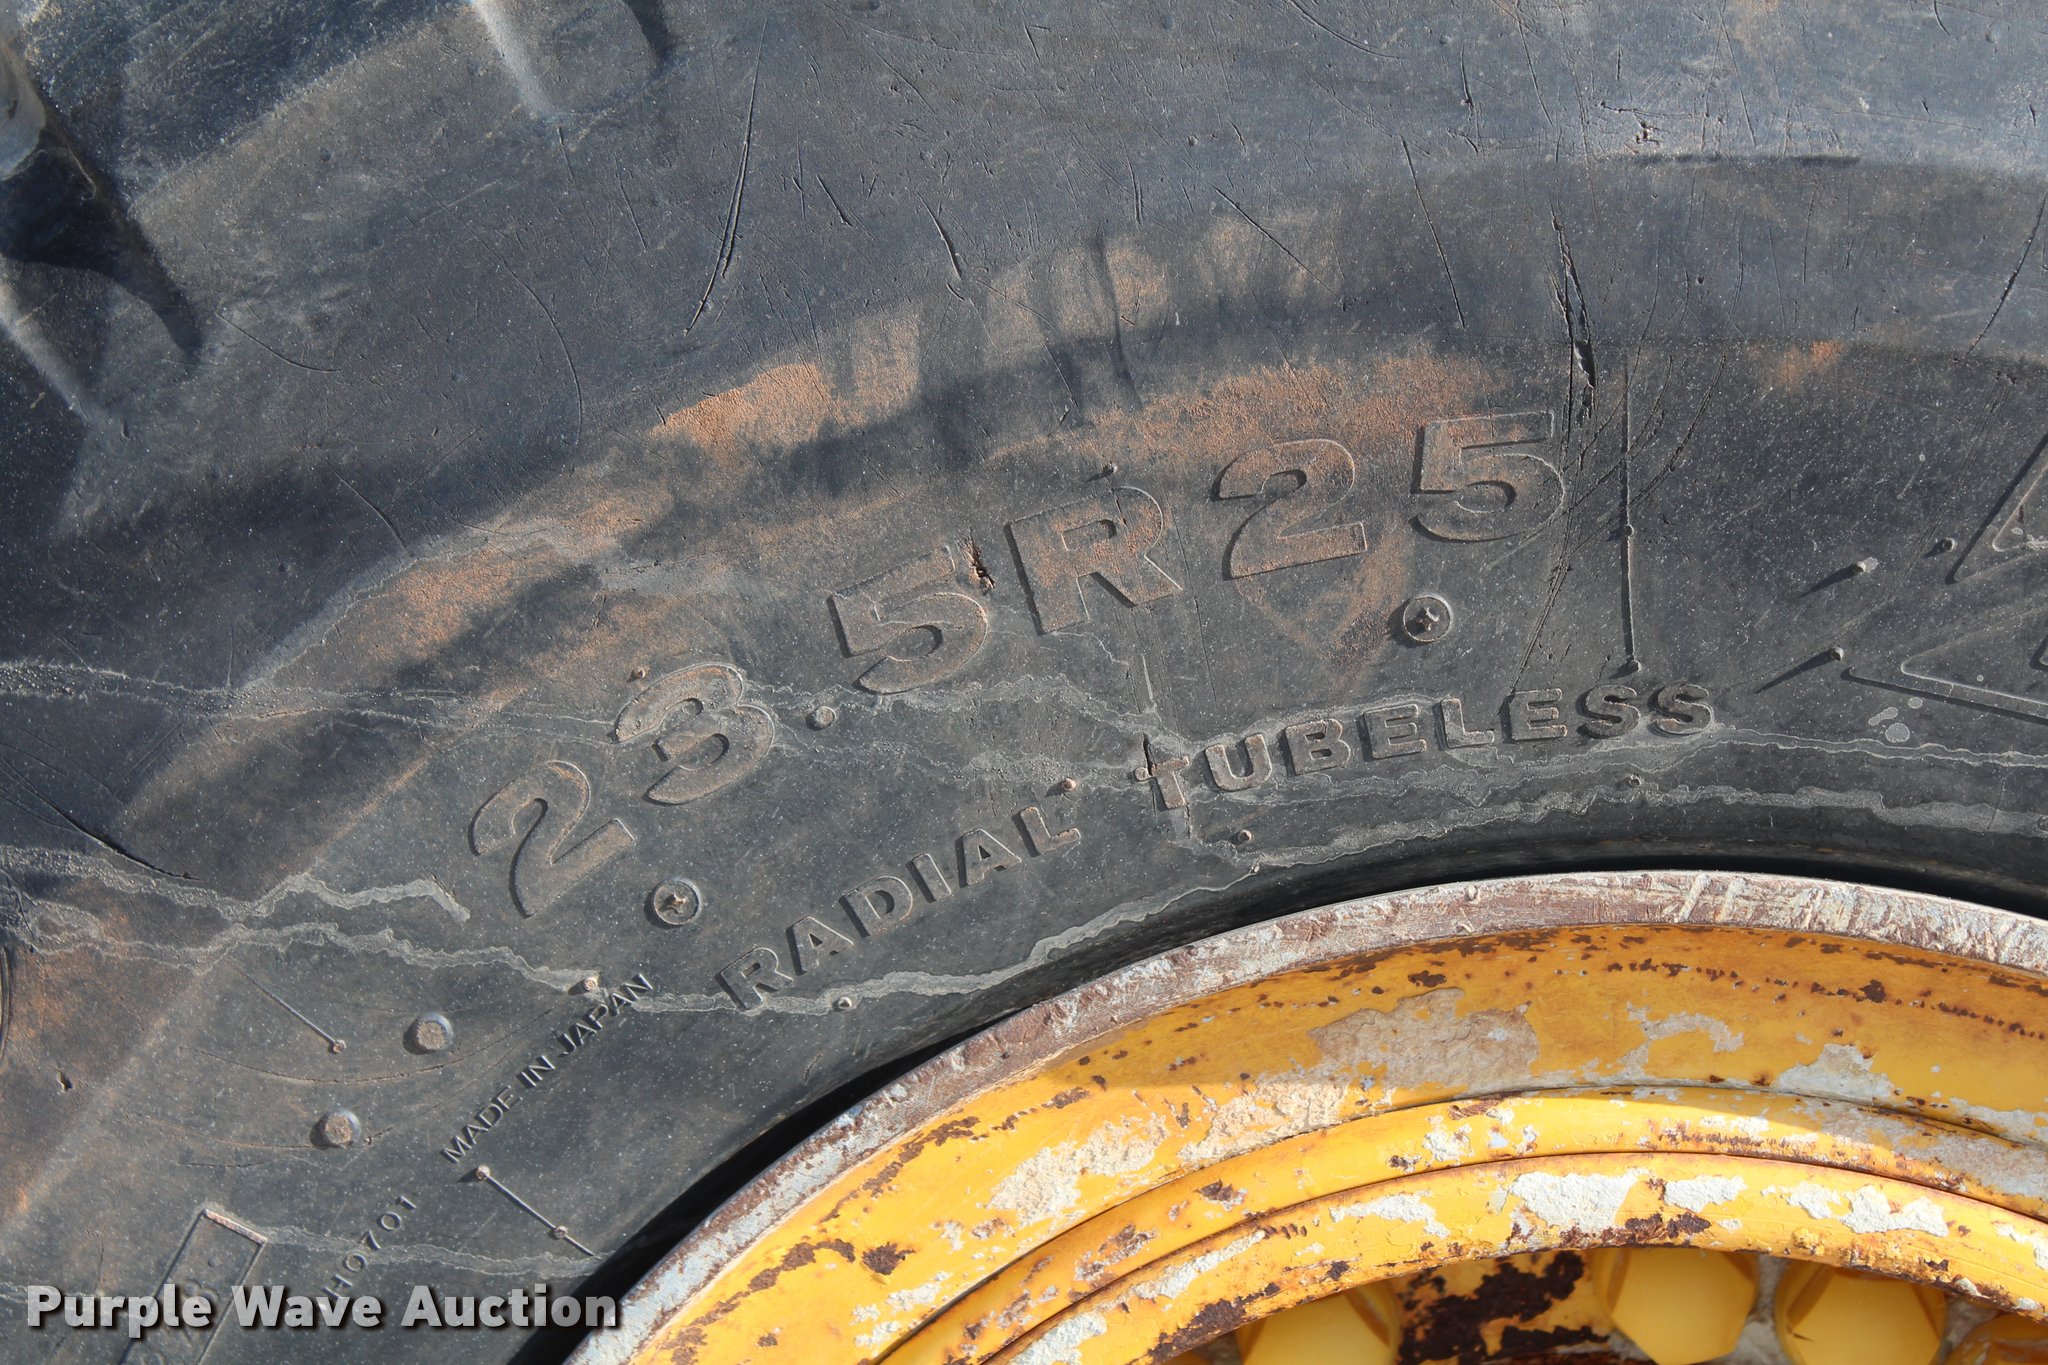 23.5R25
RADIAL TUBELESS
MADE IN JAPAN
Purple Wave Auction